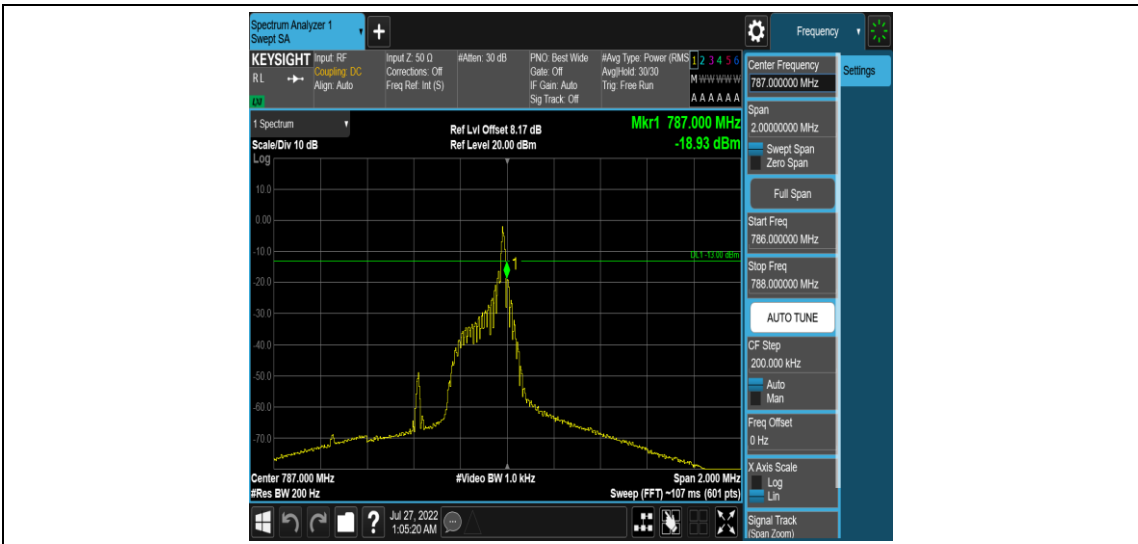 Spectrum Analyzer 1
Swept SA
+
Frequency
KEYSIGHT
RL
LXI
Input: RF
Coupling: DC
Align: Auto
Input Z: 50 Ω
Corrections: Off
Freq Ref: Int (S)
#Atten: 30 dB
PNO: Best Wide
Gate: Off
IF Gain: Auto
Sig Track: Off
#Avg Type: Power (RMS
Avg|Hold: 30/30
Trig: Free Run
1 2 3 4 5 6
M W W W W W
A A A A A A
1 Spectrum
Scale/Div 10 dB
Log
Ref Lvl Offset 8.17 dB
Ref Level 20.00 dBm
Mkr1 787.000 MHz
-18.93 dBm
10.0
0.00
-10.0
DL1 -13.00 dBm
1
-20.0
-30.0
-40.0
-50.0
-60.0
-70.0
Center 787.000 MHz
#Video BW 1.0 kHz
Span 2.000 MHz
#Res BW 200 Hz
Sweep (FFT) ~107 ms (601 pts)
?
Jul 27, 2022
1:05:20 AM
Center Frequency
787.000000 MHz
Settings
Span
2.00000000 MHz
Swept Span
Zero Span
Full Span
Start Freq
786.000000 MHz
Stop Freq
788.000000 MHz
AUTO TUNE
CF Step
200.000 kHz
Auto
Man
Freq Offset
0 Hz
X Axis Scale
Log
Lin
Signal Track
(Span Zoom)